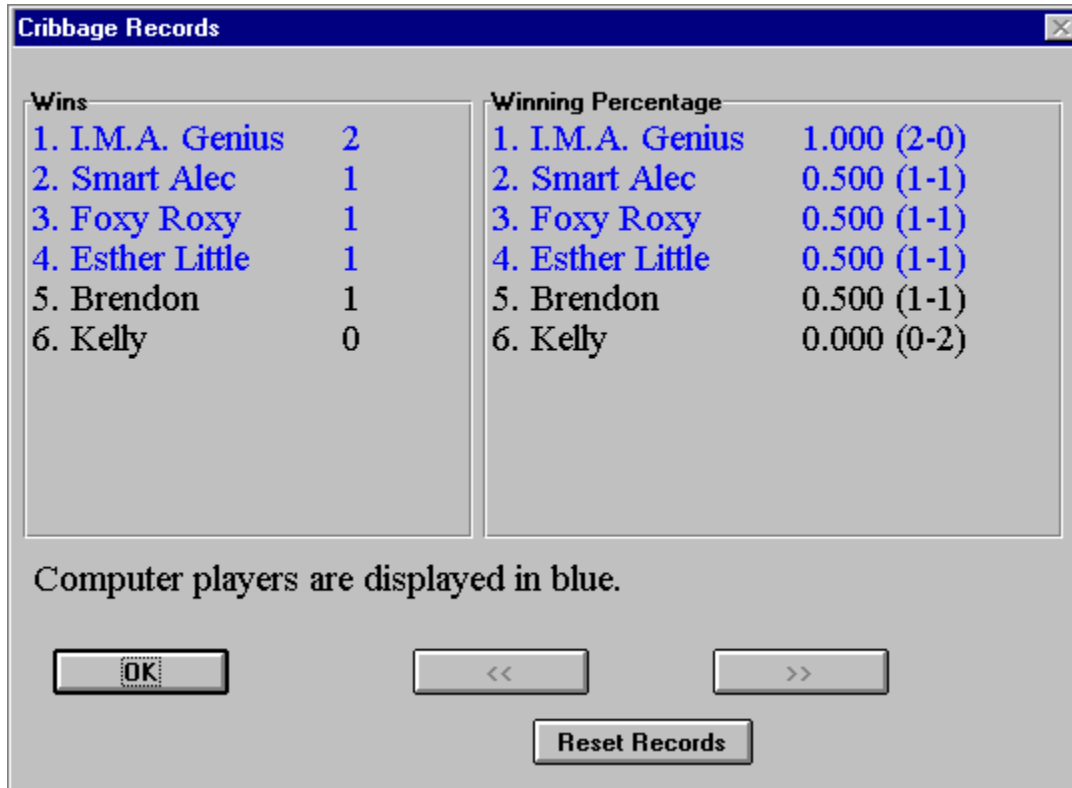 Cribbage Records
Wins
1. I.M.A. Genius 2
2. Smart Alec 1
3. Foxy Roxy 1
4. Esther Little 1
5. Brendon 1
6. Kelly 0
Winning Percentage
1. I.M.A. Genius 1.000 (2-0)
2. Smart Alec 0.500 (1-1)
3. Foxy Roxy 0.500 (1-1)
4. Esther Little 0.500 (1-1)
5. Brendon 0.500 (1-1)
6. Kelly 0.000 (0-2)
Computer players are displayed in blue.
OK << >>
Reset Records